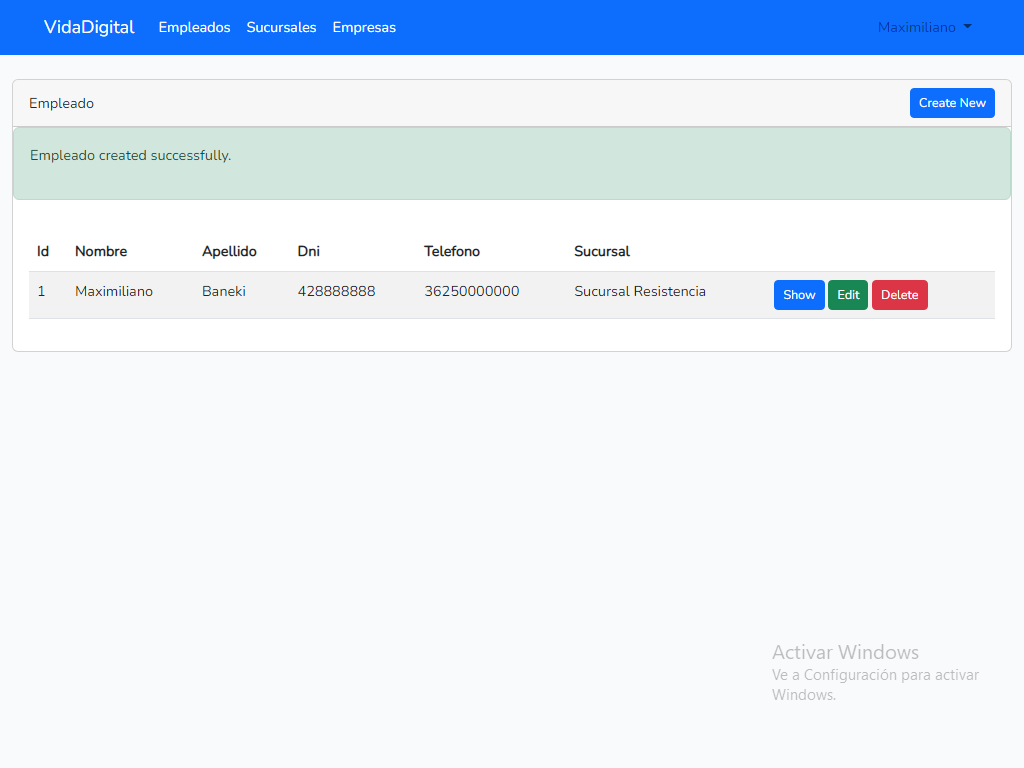 VidaDigital Empleados Sucursales Empresas Maximiliano
Empleado Create New
Empleado created successfully.
Id Nombre Apellido Dni Telefono Sucursal
1 Maximiliano Baneki 428888888 36250000000 Sucursal Resistencia Show Edit Delete
Activar Windows
Ve a Configuración para activar
Windows.